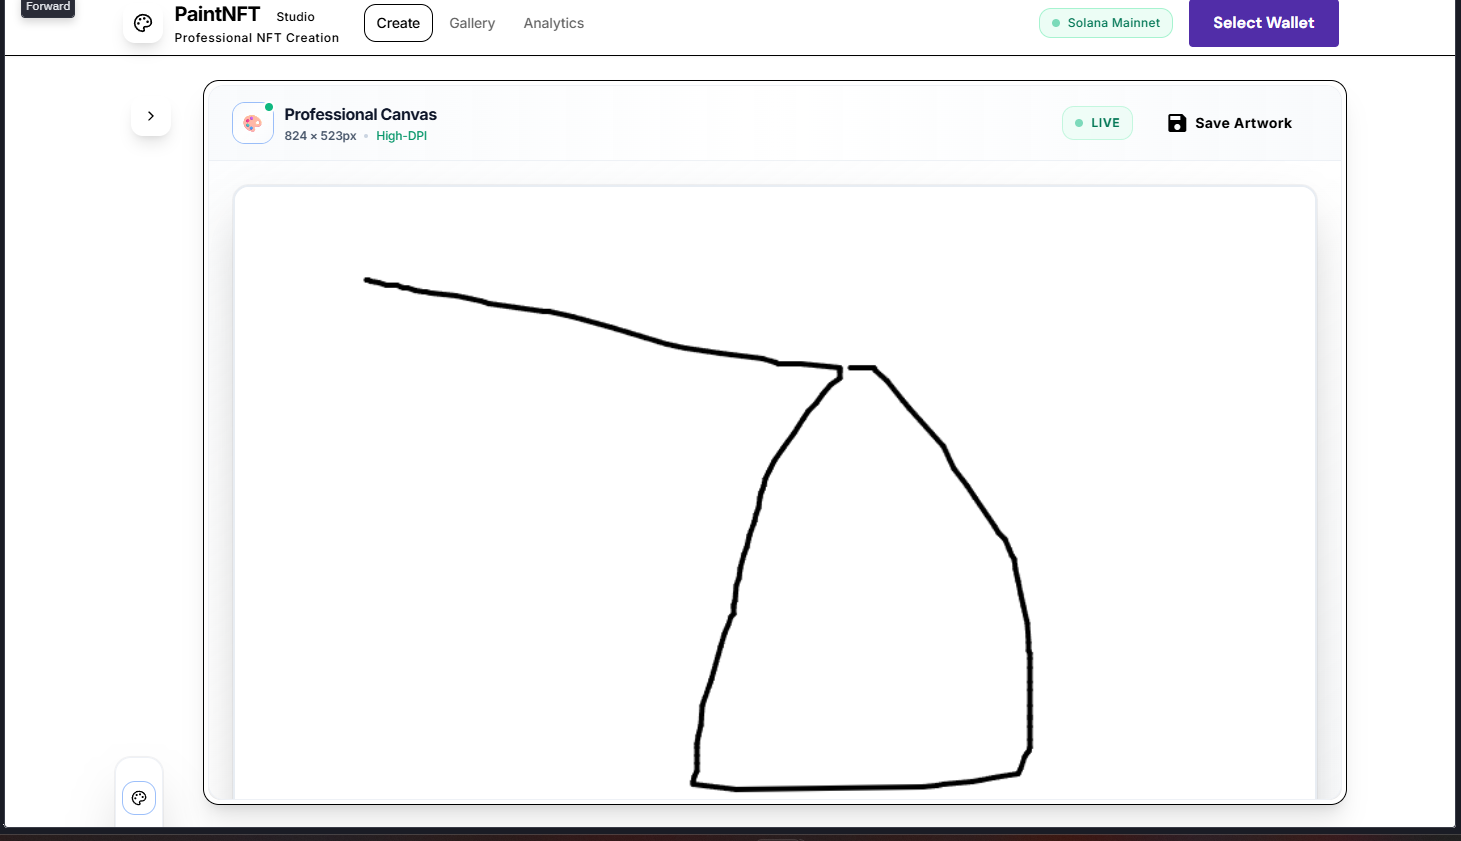 Forward
PaintNFT Studio
Professional NFT Creation
Create
Gallery
Analytics
Solana Mainnet
Select Wallet
Professional Canvas
824 × 523px • High-DPI
LIVE
Save Artwork